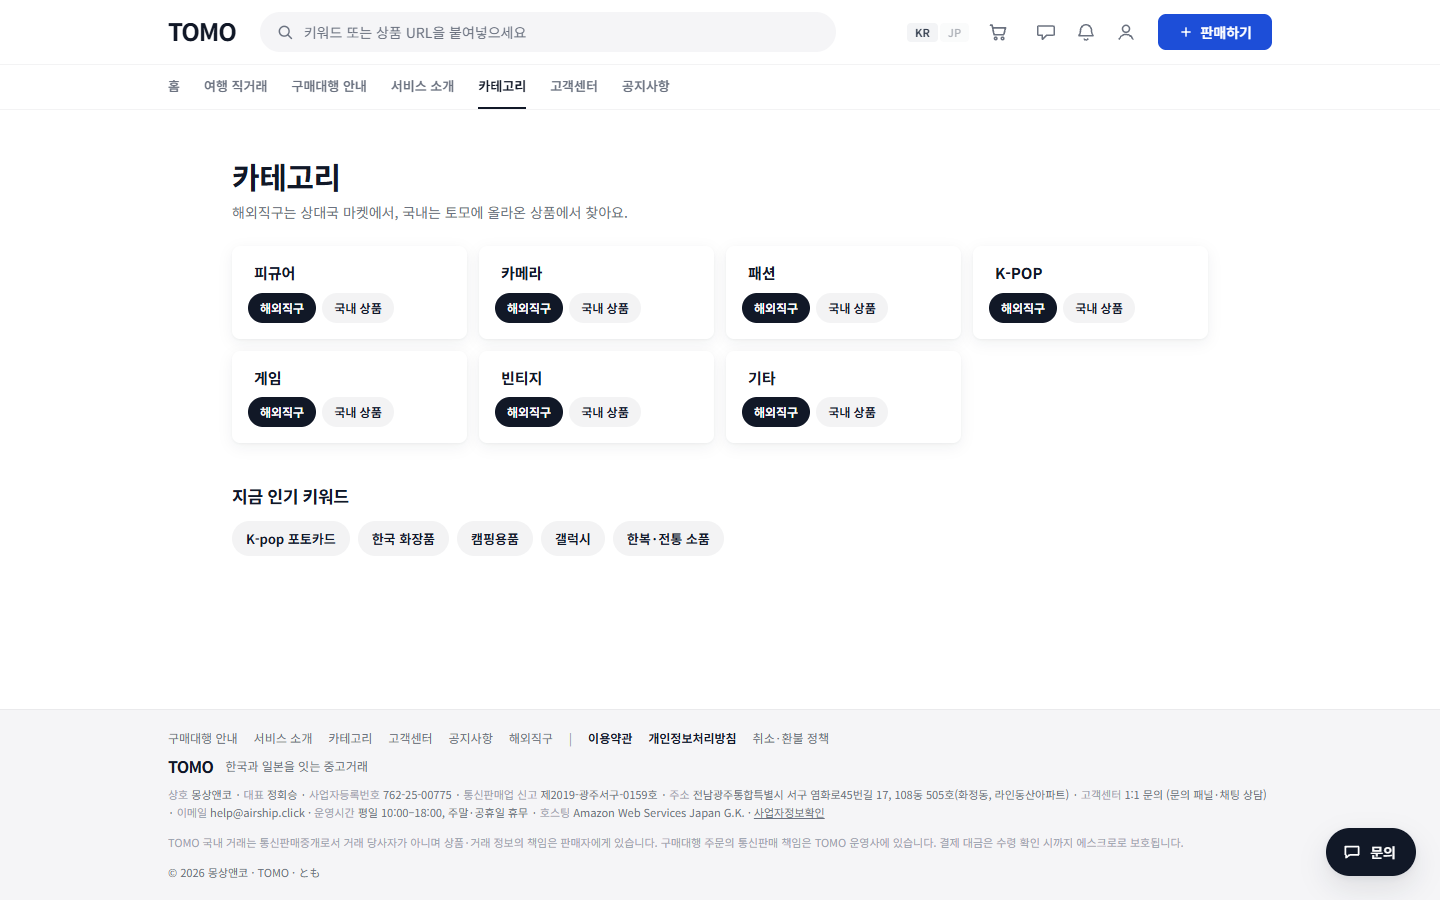 TOMO
키워드 또는 상품 URL을 붙여넣으세요
KR JP
판매하기
홈 여행 직거래 구매대행 안내 서비스 소개 카테고리 고객센터 공지사항
카테고리
해외직구는 상대국 마켓에서, 국내는 토모에 올라온 상품에서 찾아요.
피규어
해외직구 국내 상품
카메라
해외직구 국내 상품
패션
해외직구 국내 상품
K-POP
해외직구 국내 상품
게임
해외직구 국내 상품
빈티지
해외직구 국내 상품
기타
해외직구 국내 상품
지금 인기 키워드
K-pop 포토카드 한국 화장품 캠핑용품 갤럭시 한복·전통 소품
구매대행 안내 서비스 소개 카테고리 고객센터 공지사항 해외직구 | 이용약관 개인정보처리방침 취소·환불 정책
TOMO 한국과 일본을 잇는 중고거래
상호 몽상앤코 · 대표 정회승 · 사업자등록번호 762-25-00775 · 통신판매업 신고 제2019-광주서구-0159호 · 주소 전남광주통합특별시 서구 염화로45번길 17, 108동 505호(화정동, 라인동산아파트) · 고객센터 1:1 문의 (문의 패널·채팅 상담)
· 이메일 help@airship.click · 운영시간 평일 10:00–18:00, 주말·공휴일 휴무 · 호스팅 Amazon Web Services Japan G.K. · 사업자정보확인
TOMO 국내 거래는 통신판매중개로서 거래 당사자가 아니며 상품·거래 정보의 책임은 판매자에게 있습니다. 구매대행 주문의 통신판매 책임은 TOMO 운영사에 있습니다. 결제 대금은 수령 확인 시까지 에스크로로 보호됩니다.
© 2026 몽상앤코 · TOMO · とも
문의